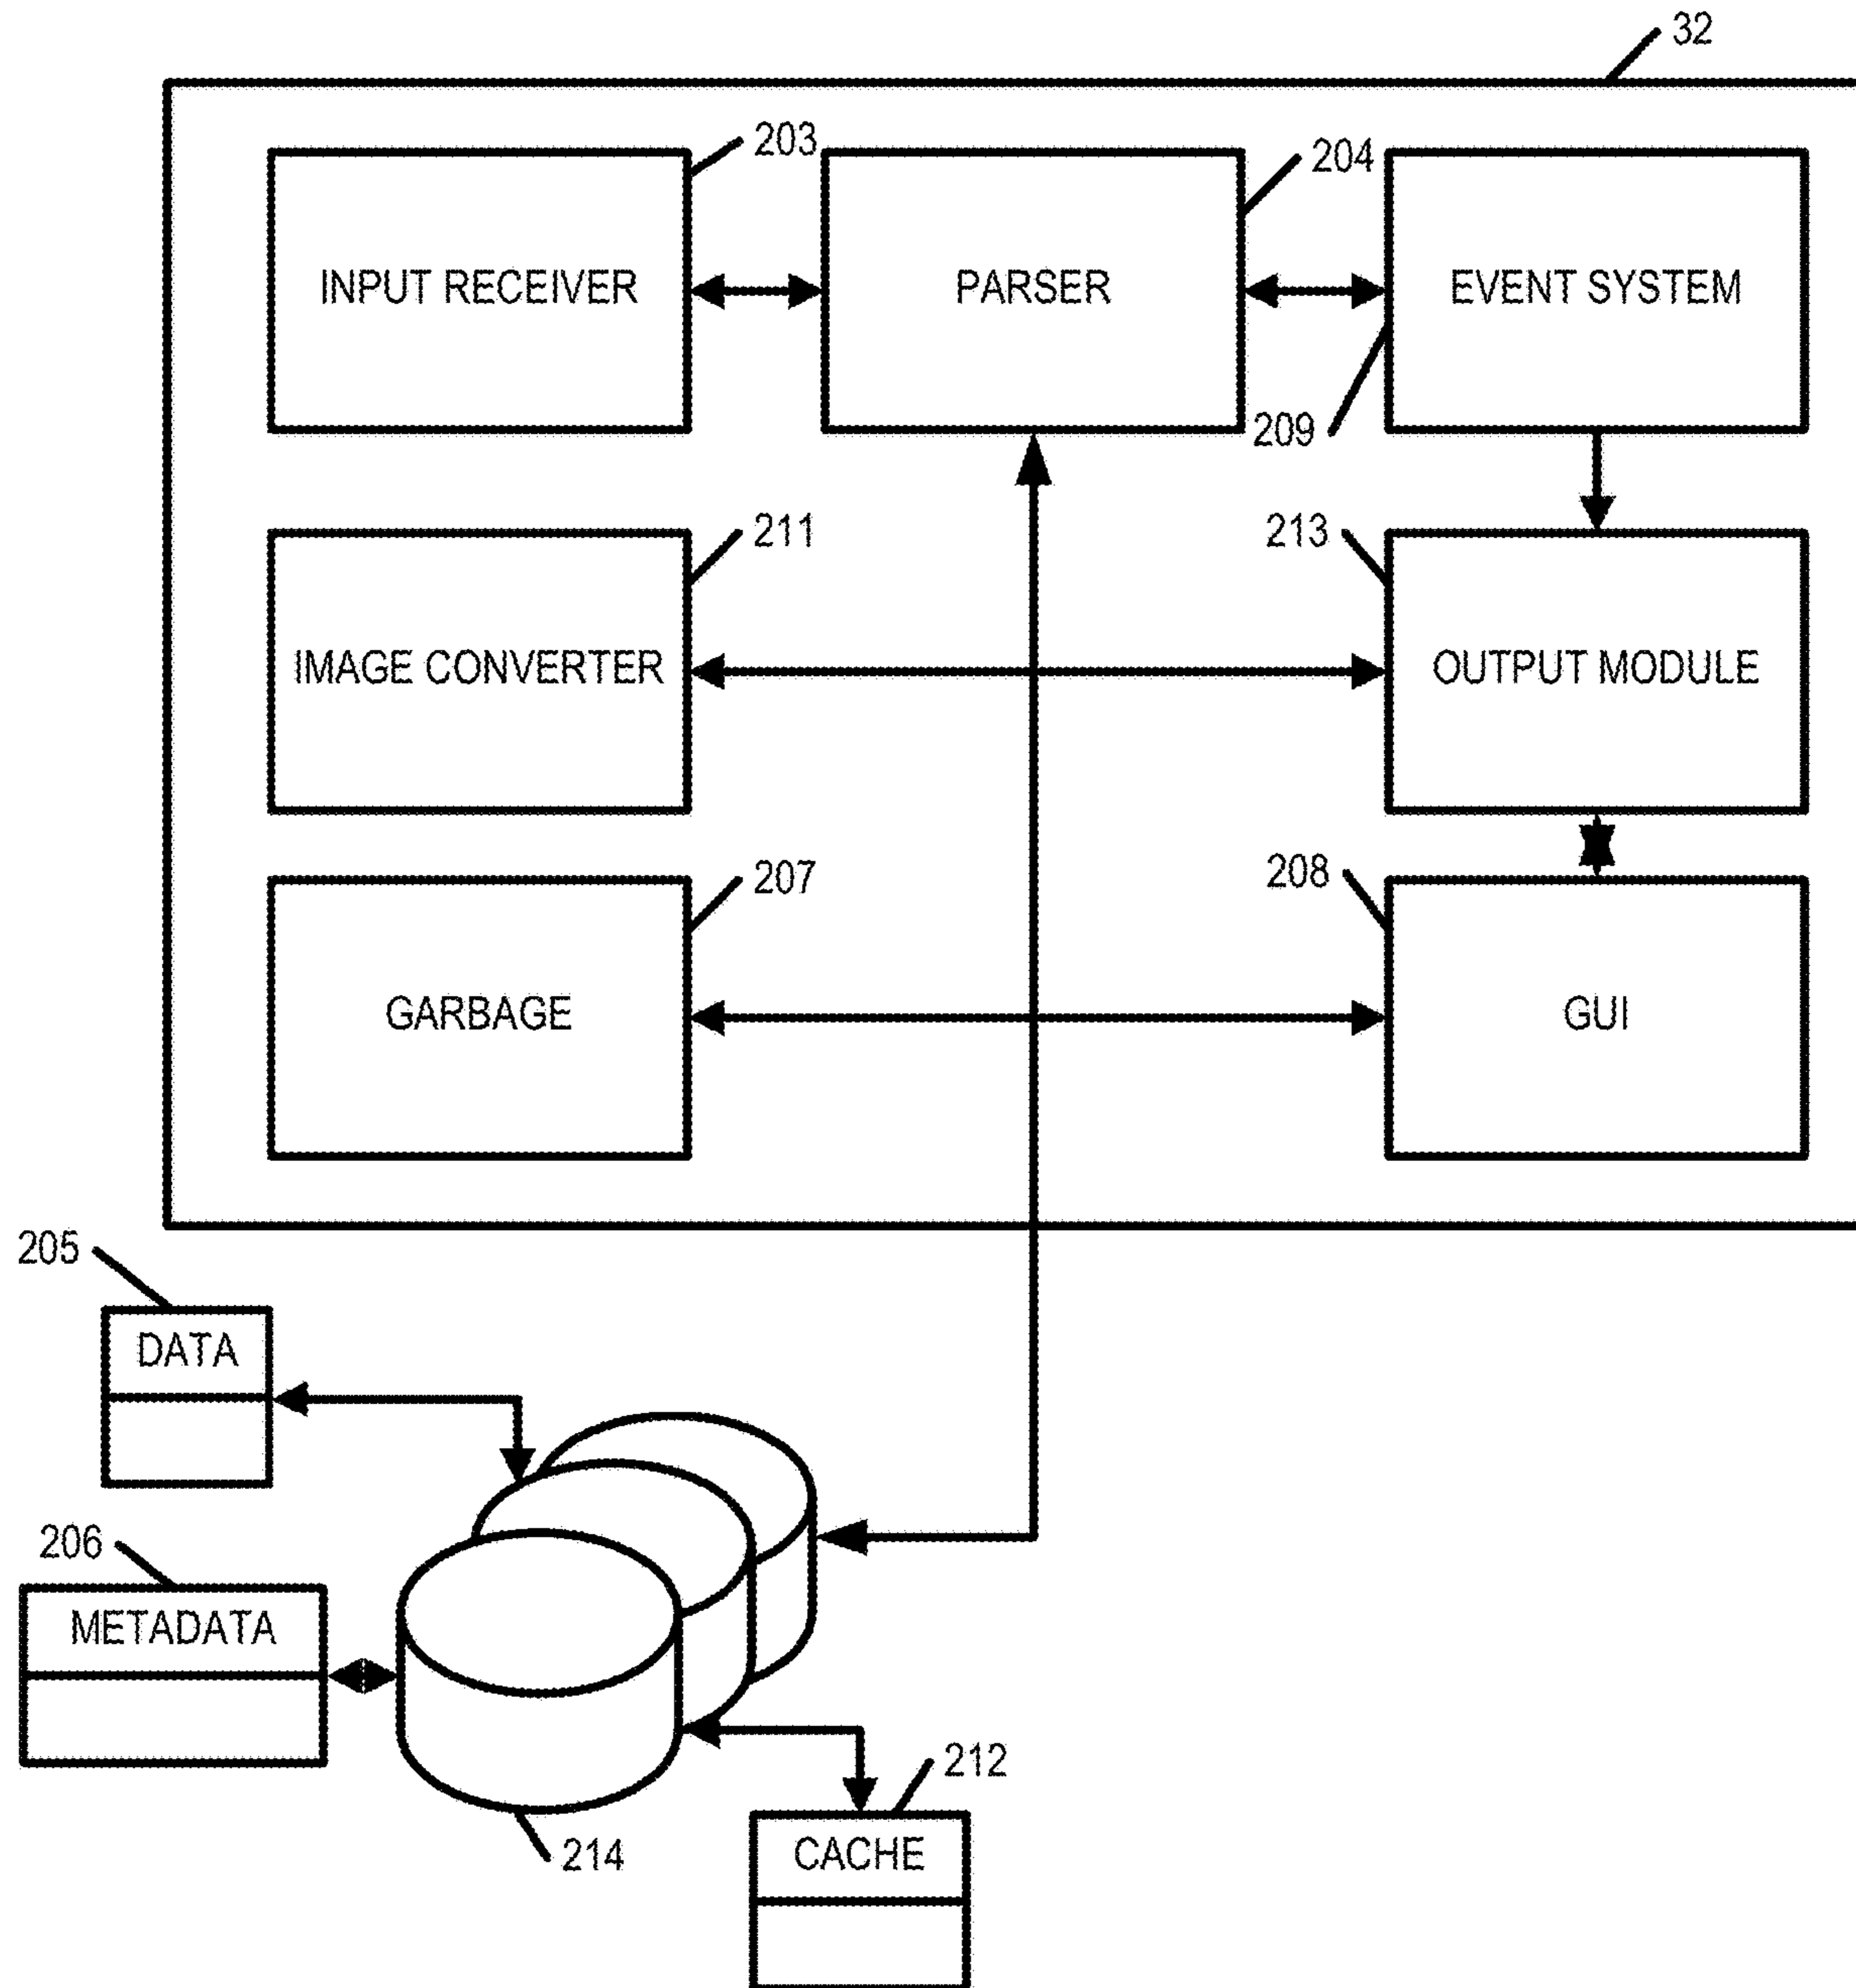 32
203
204
INPUT RECEIVER
PARSER
EVENT SYSTEM
209
211
213
IMAGE CONVERTER
OUTPUT MODULE
207
208
GARBAGE
GUI
205
DATA
206
METADATA
212
214
CACHE